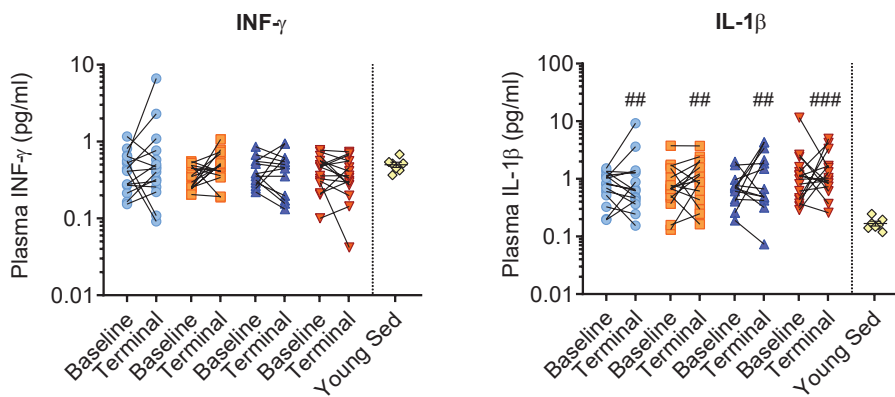 INF-γ
Plasma INF-γ (pg/ml)
10
1
0.1
0.01
Baseline
Terminal
Baseline
Terminal
Baseline
Terminal
Baseline
Terminal
Young Sed
IL-1β
Plasma IL-1β (pg/ml)
100
10
1
0.1
0.01
##
##
##
###
Baseline
Terminal
Baseline
Terminal
Baseline
Terminal
Baseline
Terminal
Young Sed